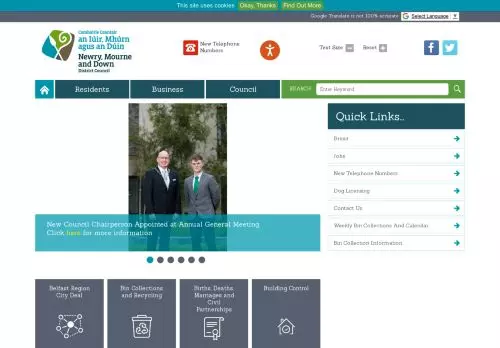 This site uses cookies Okay, Thanks Find Out More
Google Translate is not 100% accurate Select Language
Comhairle Ceantair
an Iúir, Mhúrn
agus an Dúin
Newry, Mourne
and Down
District Council
New Telephone
Numbers
Text Size
Reset
Residents
Business
Council
SEARCH
Enter Keyword
New Council Chairperson Appointed at Annual General Meeting
Click here for more information
Quick Links..
Brexit
Jobs
New Telephone Numbers
Dog Licensing
Contact Us
Weekly Bin Collections And Calendar
Bin Collection Information
Belfast Region
City Deal
Bin Collections
and Recycling
Births, Deaths,
Marriages and
Civil
Partnerships
Building Control